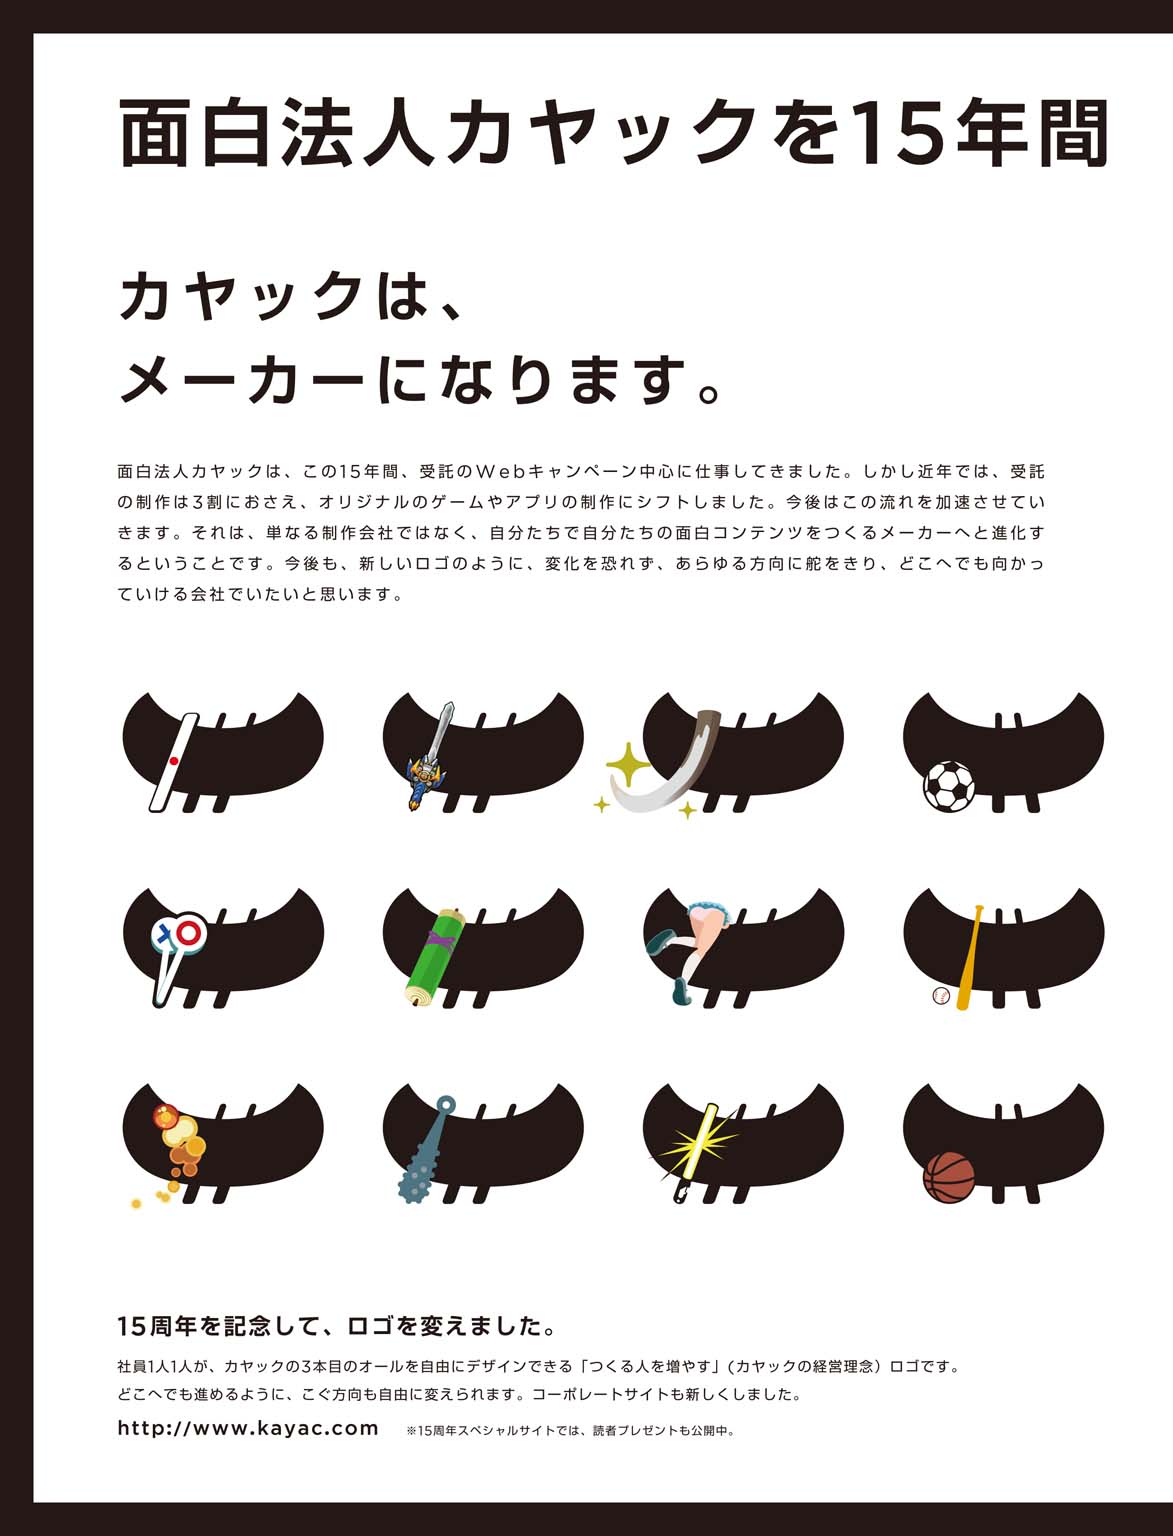 面白法人カヤックを15年間
カヤックは、
メーカーになります。
面白法人カヤックは、この15年間、受託のWebキャンペーン中心に仕事してきました。しかし近年では、受託
の制作は3割におさえ、オリジナルのゲームやアプリの制作にシフトしました。今後はこの流れを加速させてい
きます。それは、単なる制作会社ではなく、自分たちで自分たちの面白コンテンツをつくるメーカーへと進化す
るということです。今後も、新しいロゴのように、変化を恐れず、あらゆる方向に舵をきり、どこへでも向かっ
ていける会社でいたいと思います。
15周年を記念して、ロゴを変えました。
社員1人1人が、カヤックの3本目のオールを自由にデザインできる「つくる人を増やす」(カヤックの経営理念）ロゴです。
どこへでも進めるように、こぐ方向も自由に変えられます。コーポレートサイトも新しくしました。
http://www.kayac.com ※15周年スペシャルサイトでは、読者プレゼントも公開中。